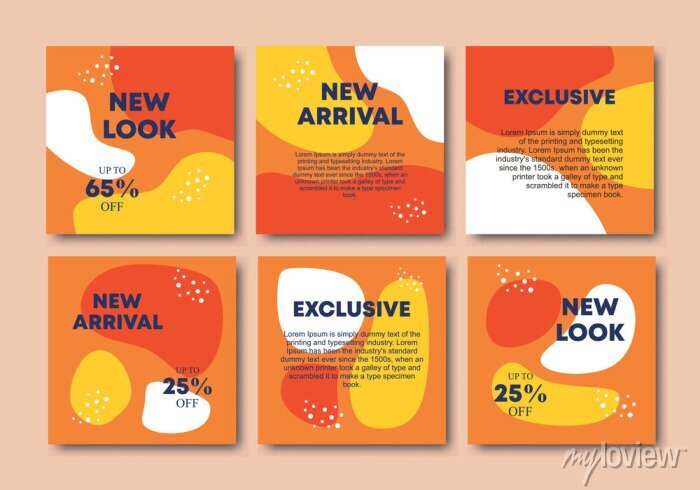 NEW
LOOK
UP TO
65%
OFF
NEW
ARRIVAL
Lorem Ipsum is simply dummy text of the
printing and typesetting industry. Lorem
Ipsum has been the industry's standard
dummy text ever since the 1500s, when an
unknown printer took a galley of type and
scrambled it to make a type specimen
book.
EXCLUSIVE
Lorem Ipsum is simply dummy text of the
printing and typesetting industry. Lorem
Ipsum has been the industry's standard
dummy text ever since the 1500s, when an
unknown printer took a galley of type and
scrambled it to make a type specimen
book.
NEW
ARRIVAL
UP TO
25%
OFF
EXCLUSIVE
Lorem Ipsum is simply dummy text of the
printing and typesetting industry. Lorem
Ipsum has been the industry's standard
dummy text ever since the 1500s, when an
unknown printer took a galley of type and
scrambled it to make a type specimen
book.
NEW
LOOK
UP TO
25%
OFF
myloview®